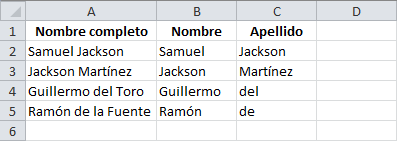 A B C D
1 Nombre completo Nombre Apellido
2 Samuel Jackson Samuel Jackson
3 Jackson Martínez Jackson Martínez
4 Guillermo del Toro Guillermo del
5 Ramón de la Fuente Ramón de
6